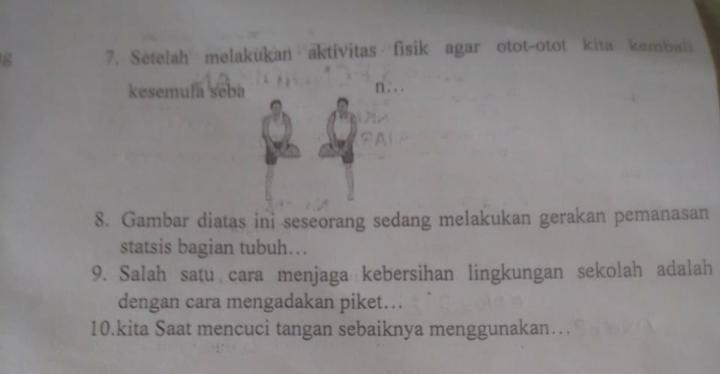 7. Setelah melakukan aktivitas fisik agar otot-otot kita kembali
kesemula seba n...
8. Gambar diatas ini seseorang sedang melakukan gerakan pemanasan
statsis bagian tubuh...
9. Salah satu cara menjaga kebersihan lingkungan sekolah adalah
dengan cara mengadakan piket...
10.kita Saat mencuci tangan sebaiknya menggunakan...